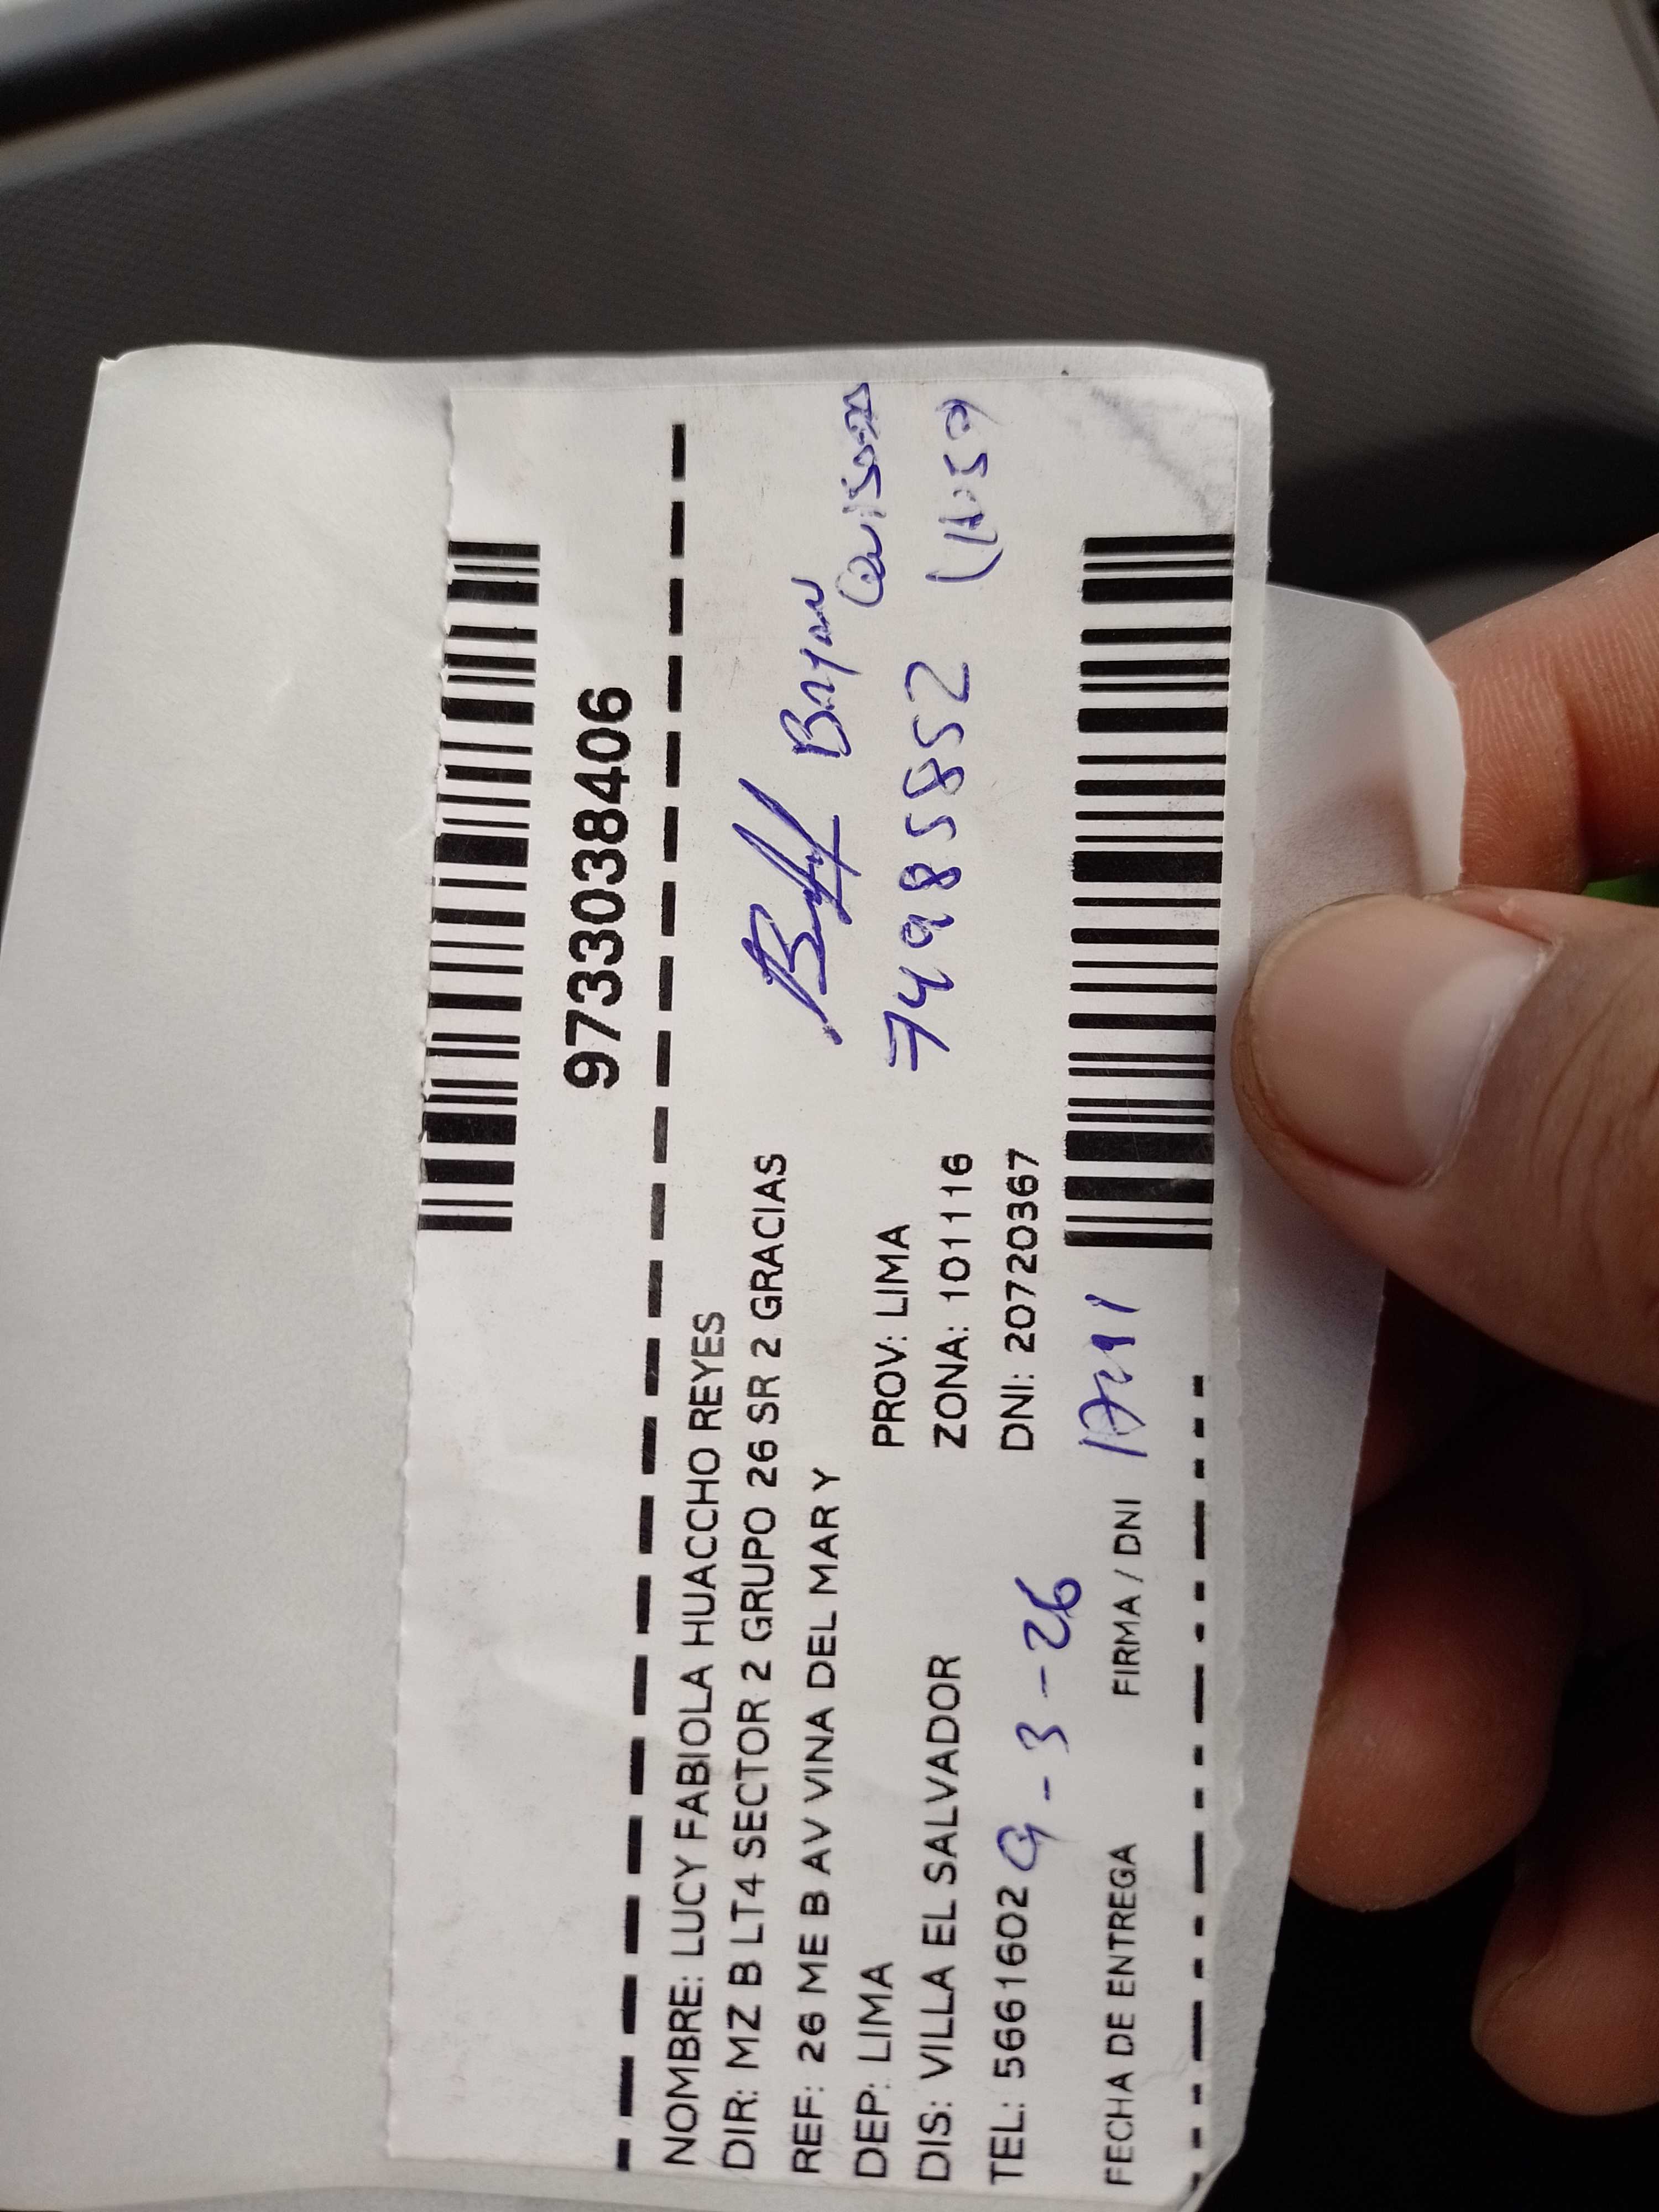 9733038406
NOMBRE: LUCY FABIOLA HUACCHO REYES
DIR: MZ B LT4 SECTOR 2 GRUPO 26 SR 2 GRACIAS
REF: 26 ME B AV VINA DEL MAR Y
Bryan
DEP: LIMA PROV: LIMA
74985852
DIS: VILLA EL SALVADOR ZONA: 101116
11:59
TEL: 5661602 DNI: 20720367
9-3-26
FECHA DE ENTREGA FIRMA / DNI